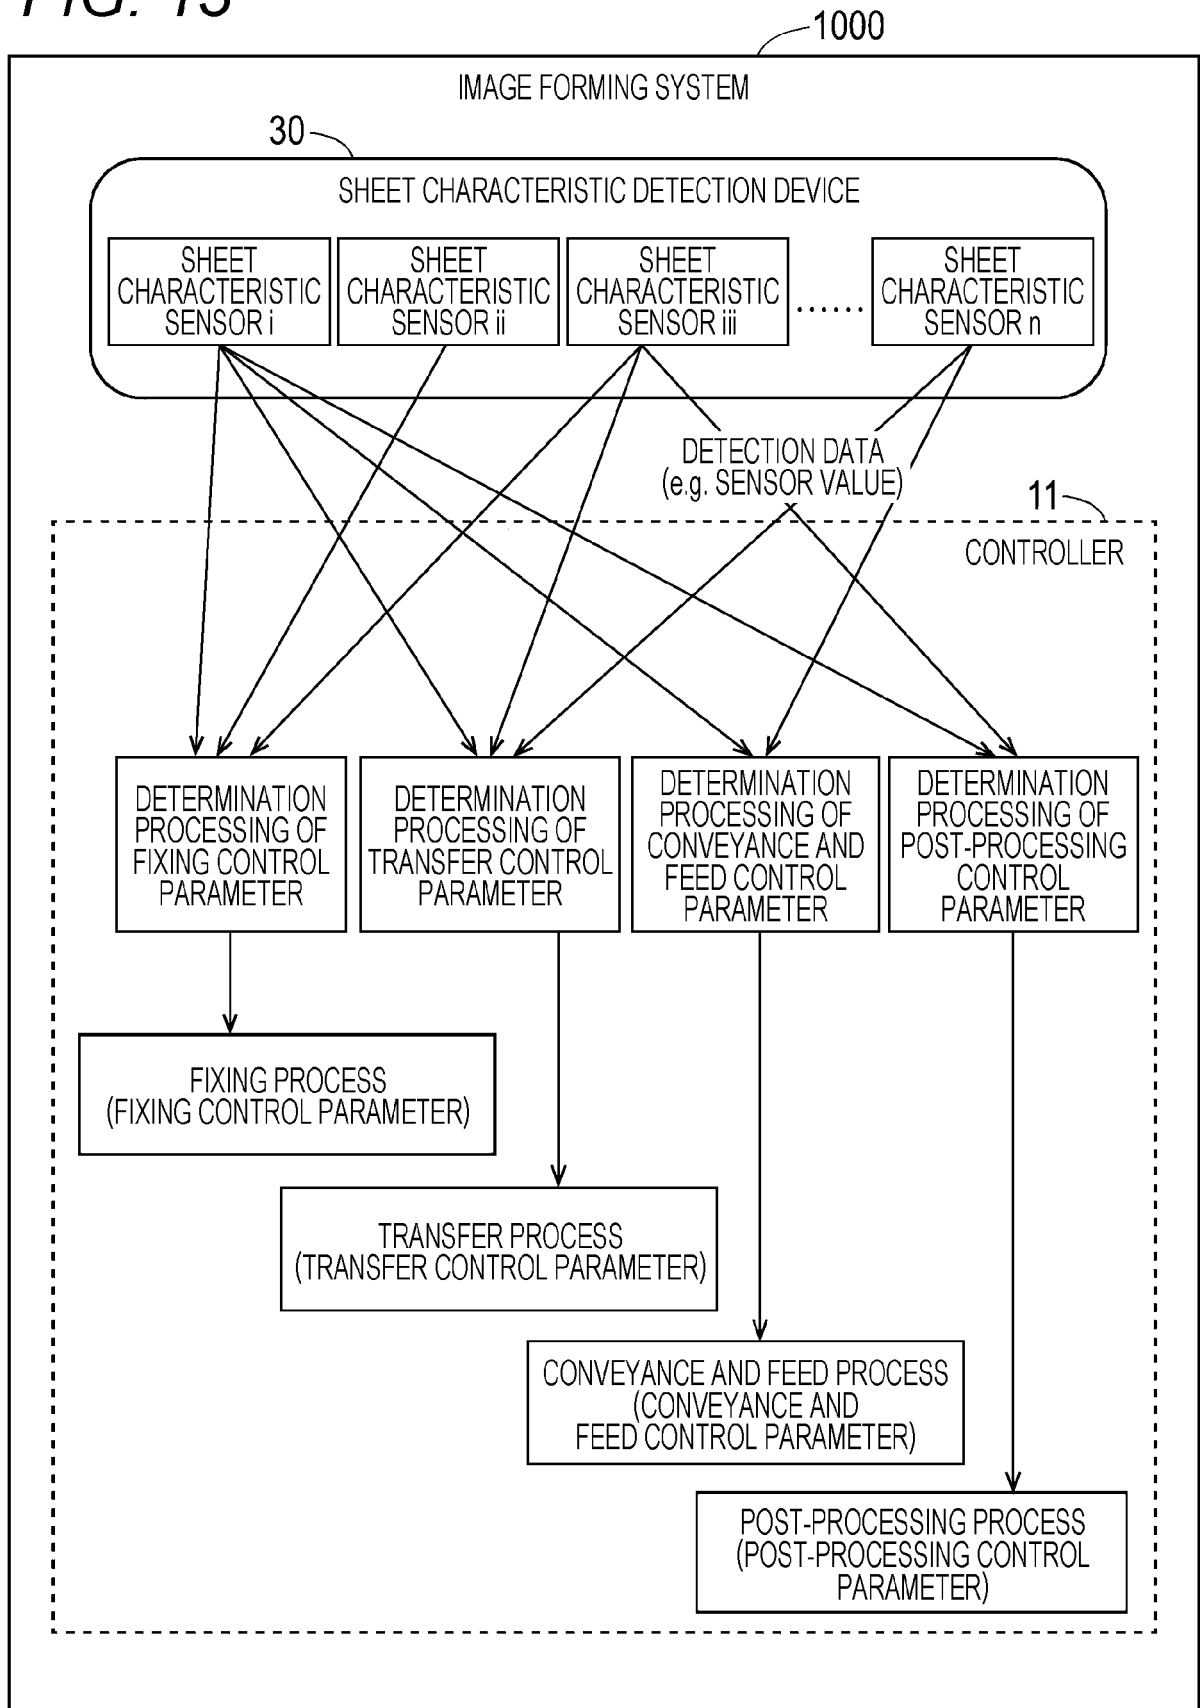 FIG. 13
1000
IMAGE FORMING SYSTEM
30
SHEET CHARACTERISTIC DETECTION DEVICE
SHEET
CHARACTERISTIC
SENSOR i
SHEET
CHARACTERISTIC
SENSOR ii
SHEET
CHARACTERISTIC
SENSOR iii
......
SHEET
CHARACTERISTIC
SENSOR n
DETECTION DATA
(e.g. SENSOR VALUE)
11
CONTROLLER
DETERMINATION
PROCESSING OF
FIXING CONTROL
PARAMETER
DETERMINATION
PROCESSING OF
TRANSFER CONTROL
PARAMETER
DETERMINATION
PROCESSING OF
CONVEYANCE AND
FEED CONTROL
PARAMETER
DETERMINATION
PROCESSING OF
POST-PROCESSING
CONTROL
PARAMETER
FIXING PROCESS
(FIXING CONTROL PARAMETER)
TRANSFER PROCESS
(TRANSFER CONTROL PARAMETER)
CONVEYANCE AND FEED PROCESS
(CONVEYANCE AND
FEED CONTROL PARAMETER)
POST-PROCESSING PROCESS
(POST-PROCESSING CONTROL
PARAMETER)